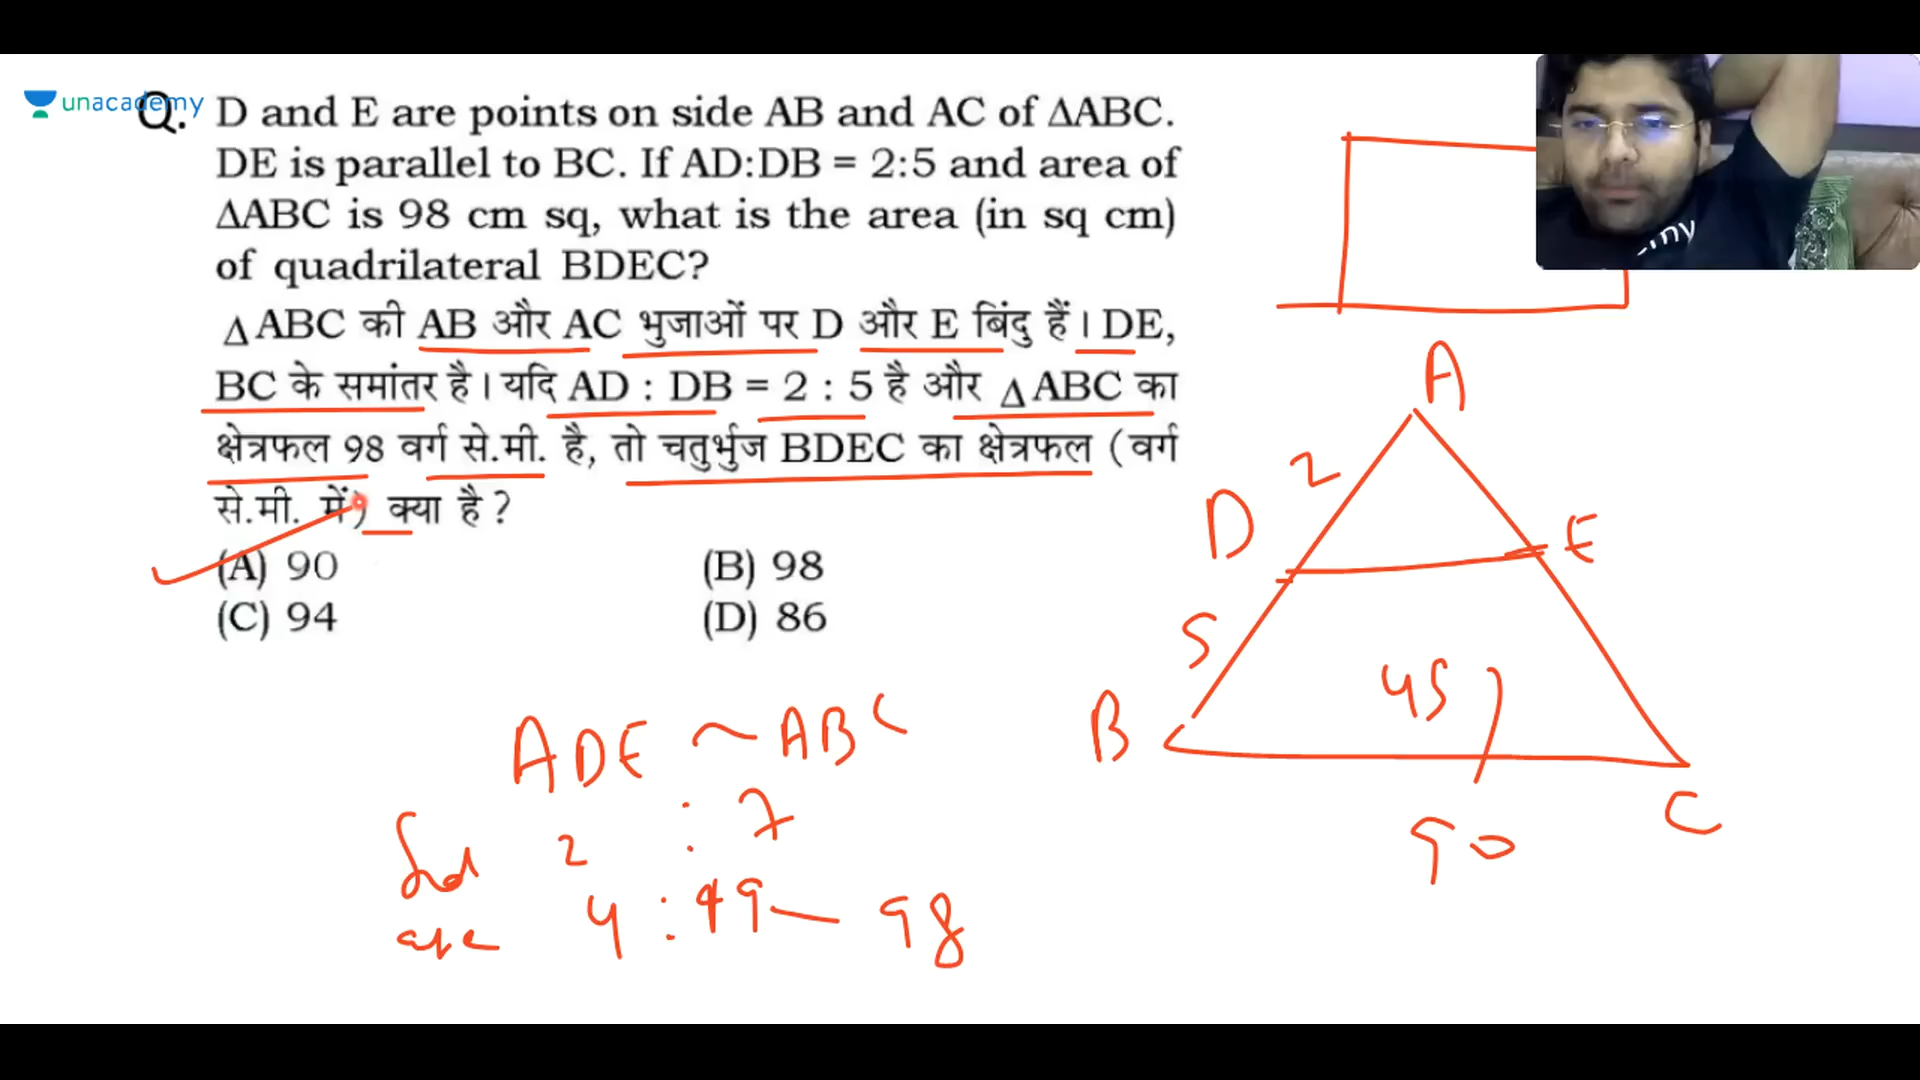 unacademy
Q. D and E are points on side AB and AC of ΔABC.
DE is parallel to BC. If AD:DB = 2:5 and area of
ΔABC is 98 cm sq, what is the area (in sq cm)
of quadrilateral BDEC?
Δ ABC की AB और AC भुजाओं पर D और E बिंदु हैं। DE,
BC के समांतर है। यदि AD : DB = 2 : 5 है और Δ ABC का
क्षेत्रफल 98 वर्ग से.मी. है, तो चतुर्भुज BDEC का क्षेत्रफल (वर्ग
से.मी. में) क्या है?
(A) 90 (B) 98
(C) 94 (D) 86
A
2
D E
5
45
B
C
90
ADE ~ ABC
2 : 7
4 : 49 — 98